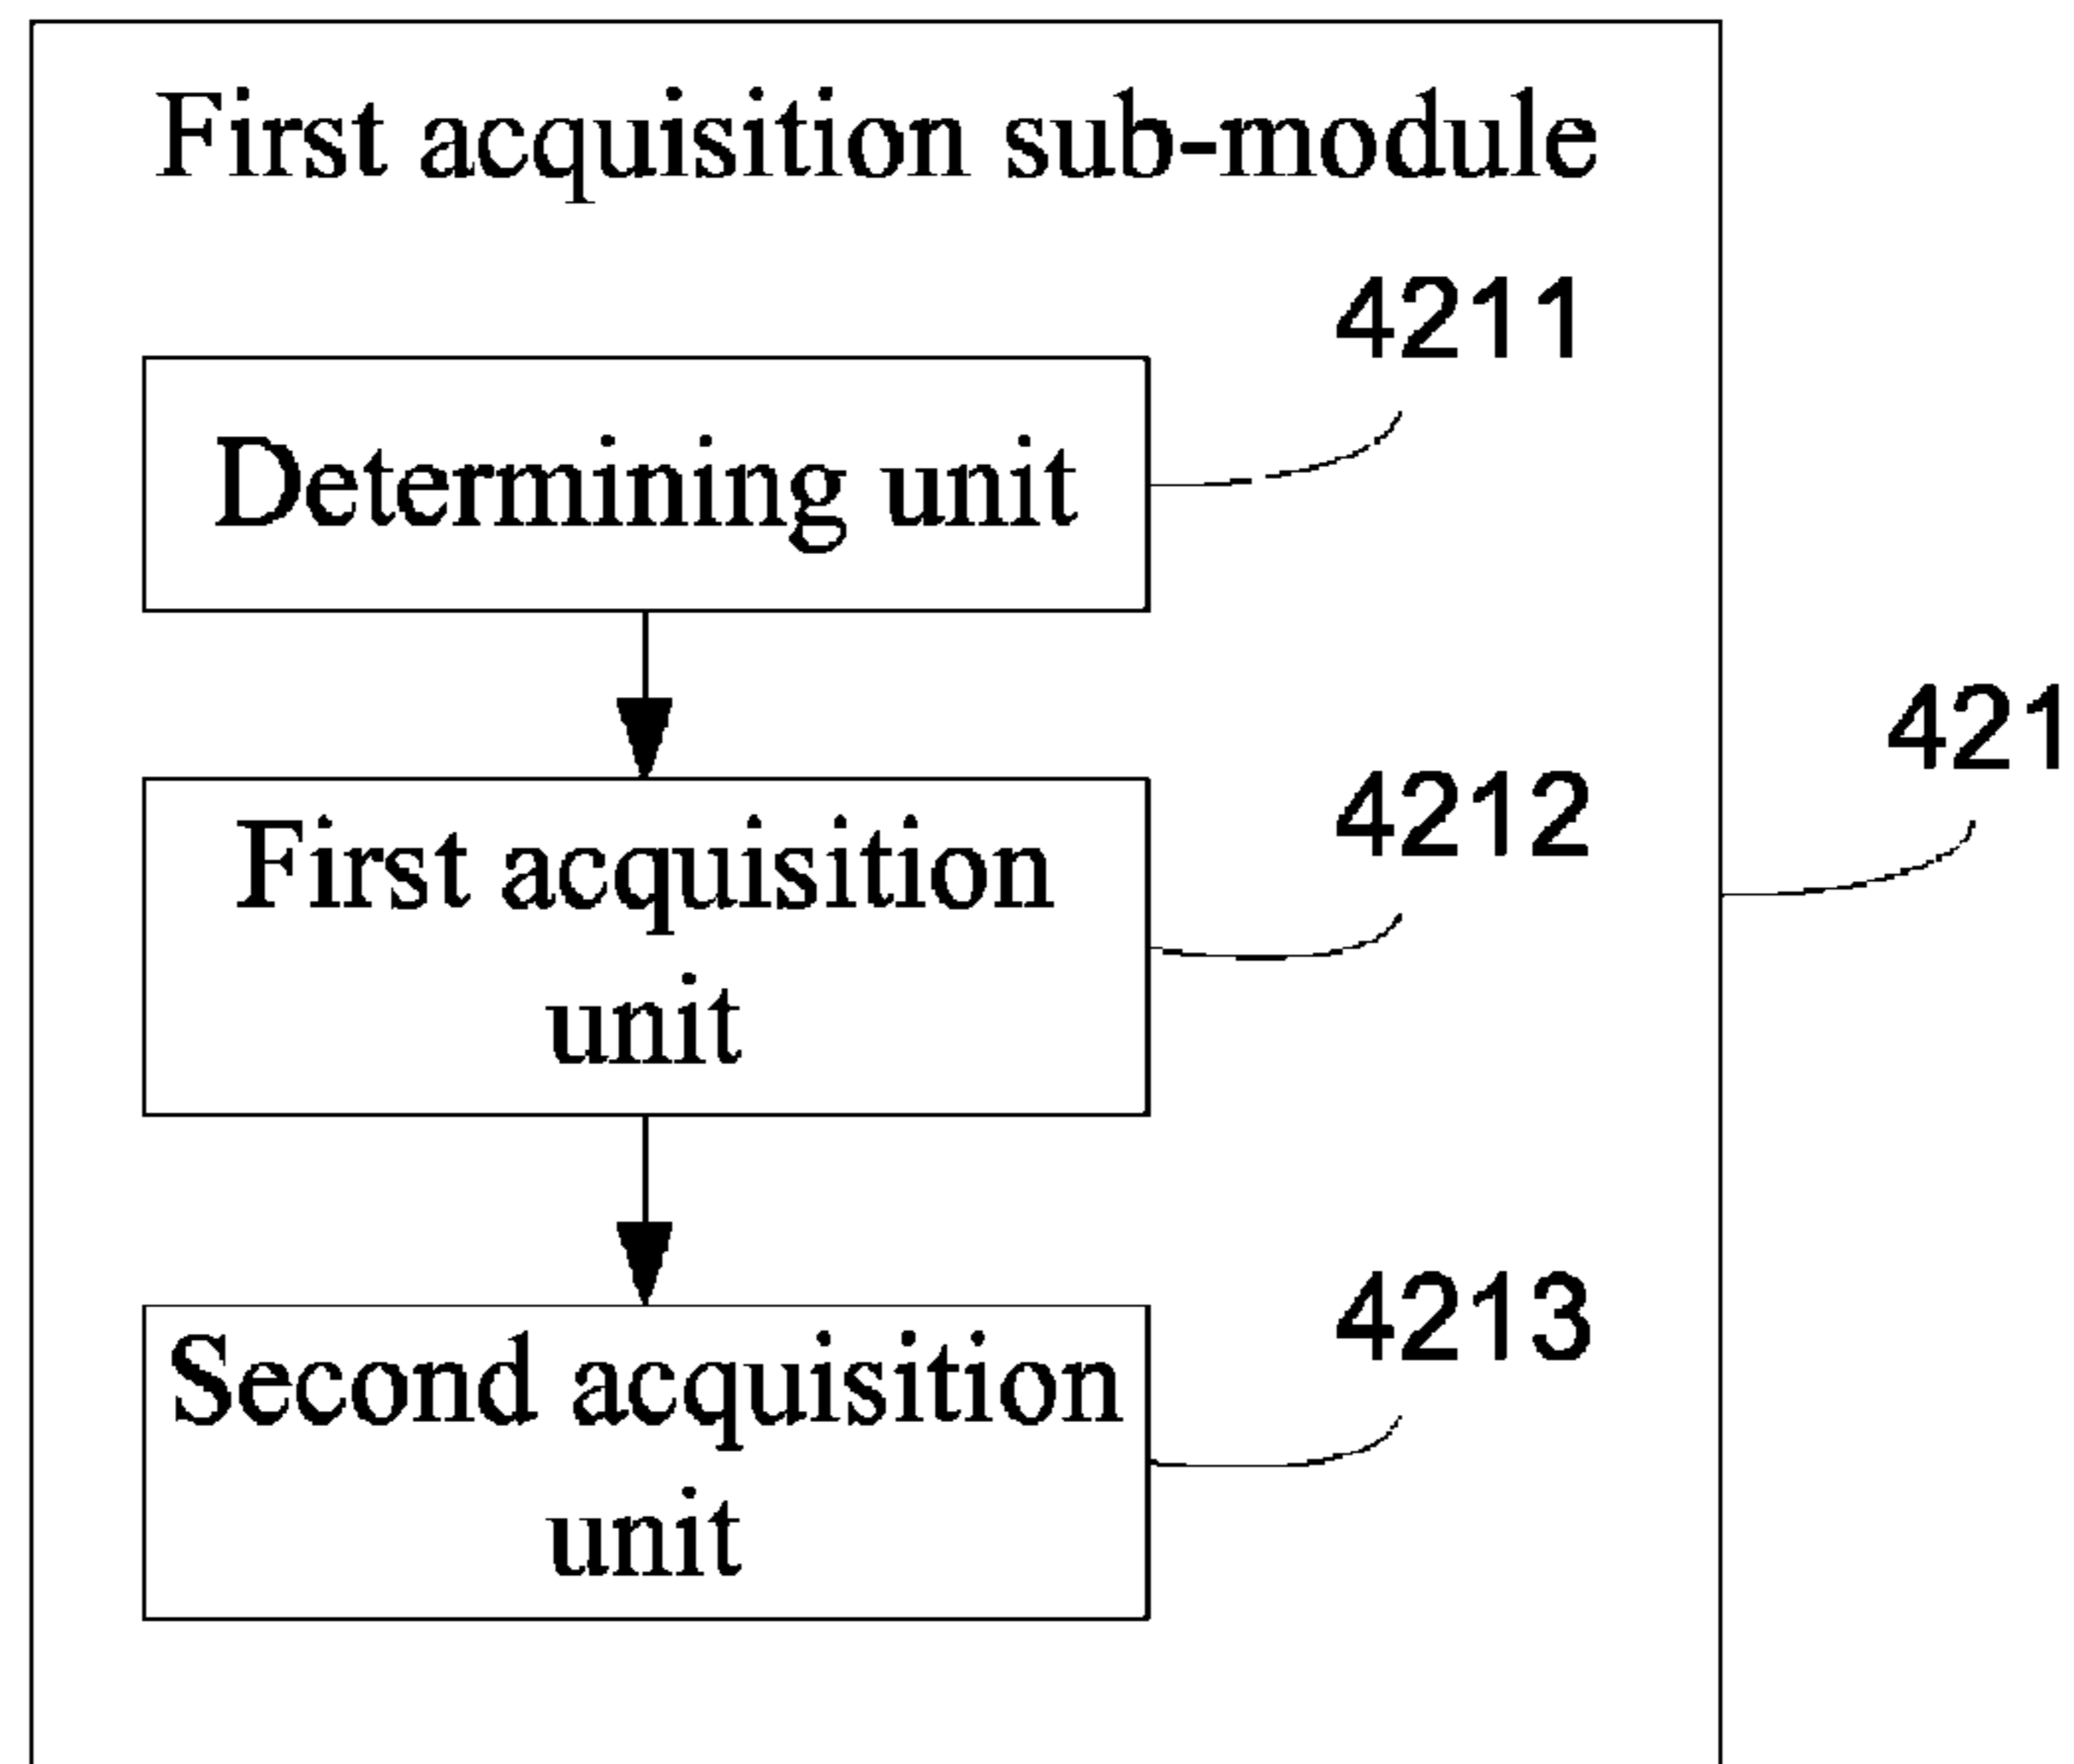 First acquisition sub-module
4211
Determining unit
421
4212
First acquisition
unit
4213
Second acquisition
unit